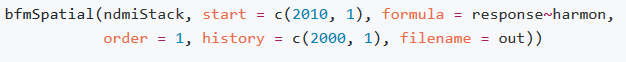 bfmSpatial(ndmiStack, start = c(2010, 1), formula = response~harmon,
order = 1, history = c(2000, 1), filename = out))